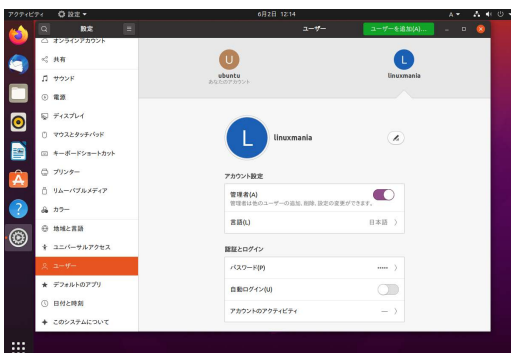 アクティビティ
設定
6月2日 12:14
A
設定
ユーザー
ユーザーを追加(A)...
オンラインアカウント
共有
サウンド
電源
ディスプレイ
マウスとタッチパッド
キーボードショートカット
プリンター
リムーバブルメディア
カラー
地域と言語
ユニバーサルアクセス
ユーザー
デフォルトのアプリ
日付と時刻
このシステムについて
U
ubuntu
あなたのアカウント
L
linuxmania
L
linuxmania
アカウント設定
管理者(A)
管理者は他のユーザーの追加、削除、設定の変更ができます。
言語(L)
日本語
認証とログイン
パスワード(P)
•••••
自動ログイン(U)
アカウントのアクティビティ
—